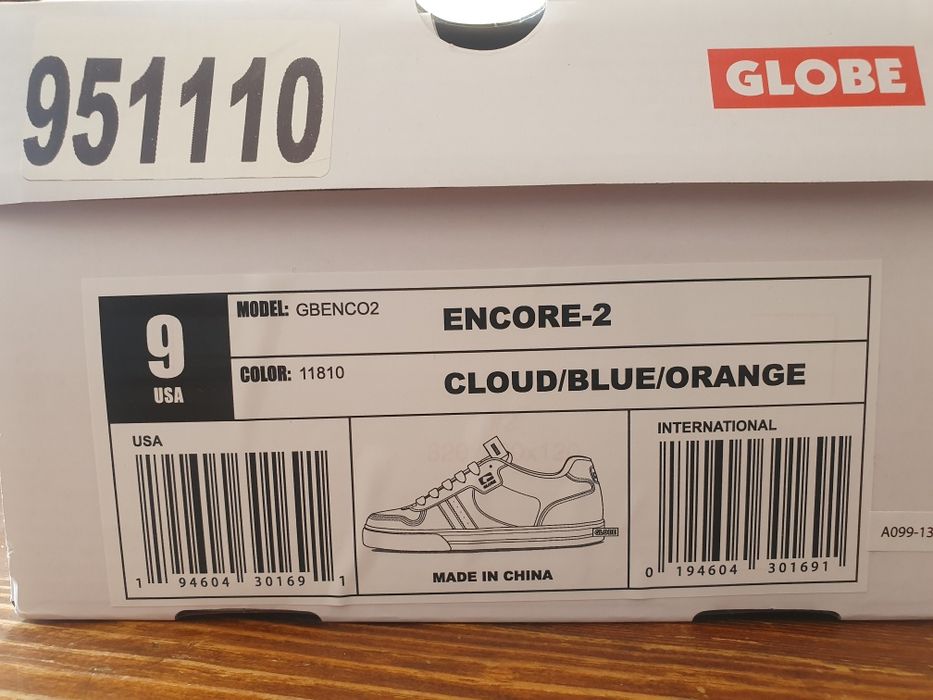 951110
GLOBE
9
USA
MODEL: GBENCO2
ENCORE-2
COLOR: 11810
CLOUD/BLUE/ORANGE
USA
1 94604 30169 1
MADE IN CHINA
GLOBE
INTERNATIONAL
0 194604 301691
A099-13